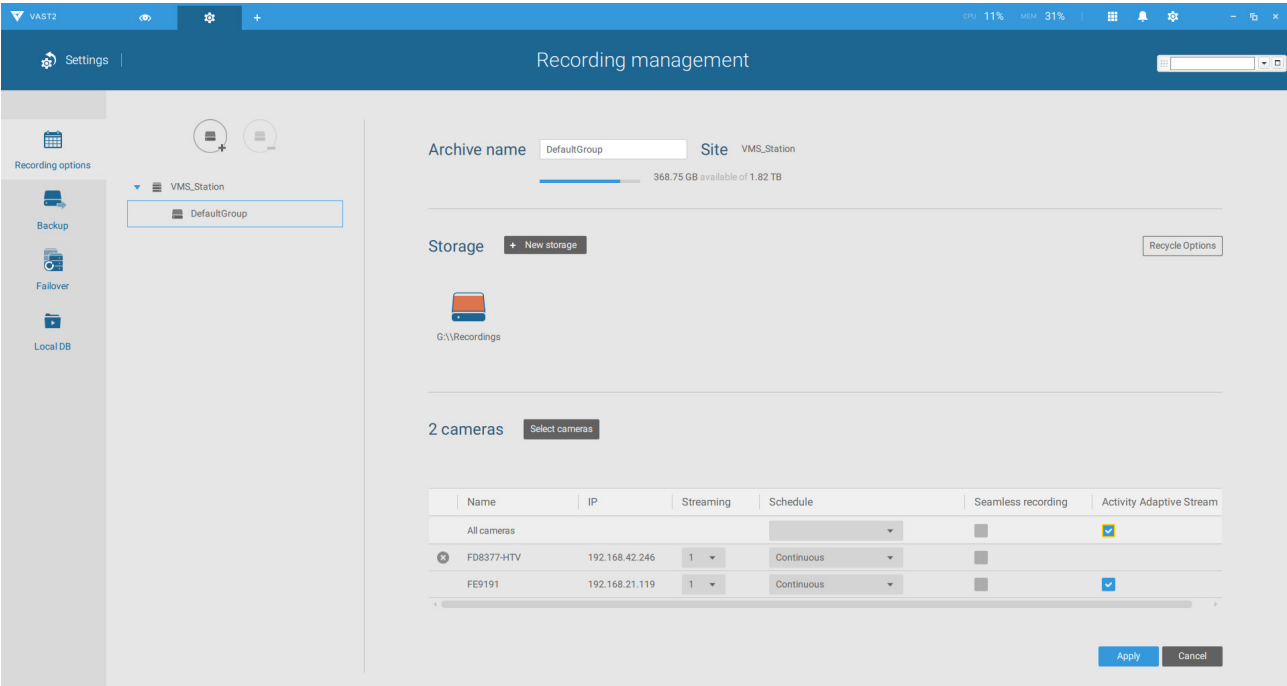 VAST2
CPU 11% MEM 31%
Settings
Recording management
Recording options
Backup
Failover
Local DB
VMS_Station
DefaultGroup
Archive name DefaultGroup Site VMS_Station
368.75 GB available of 1.82 TB
Storage + New storage Recycle Options
G:\\Recordings
2 cameras Select cameras
Name IP Streaming Schedule Seamless recording Activity Adaptive Stream
All cameras
FD8377-HTV 192.168.42.246 1 Continuous
FE9191 192.168.21.119 1 Continuous
Apply Cancel